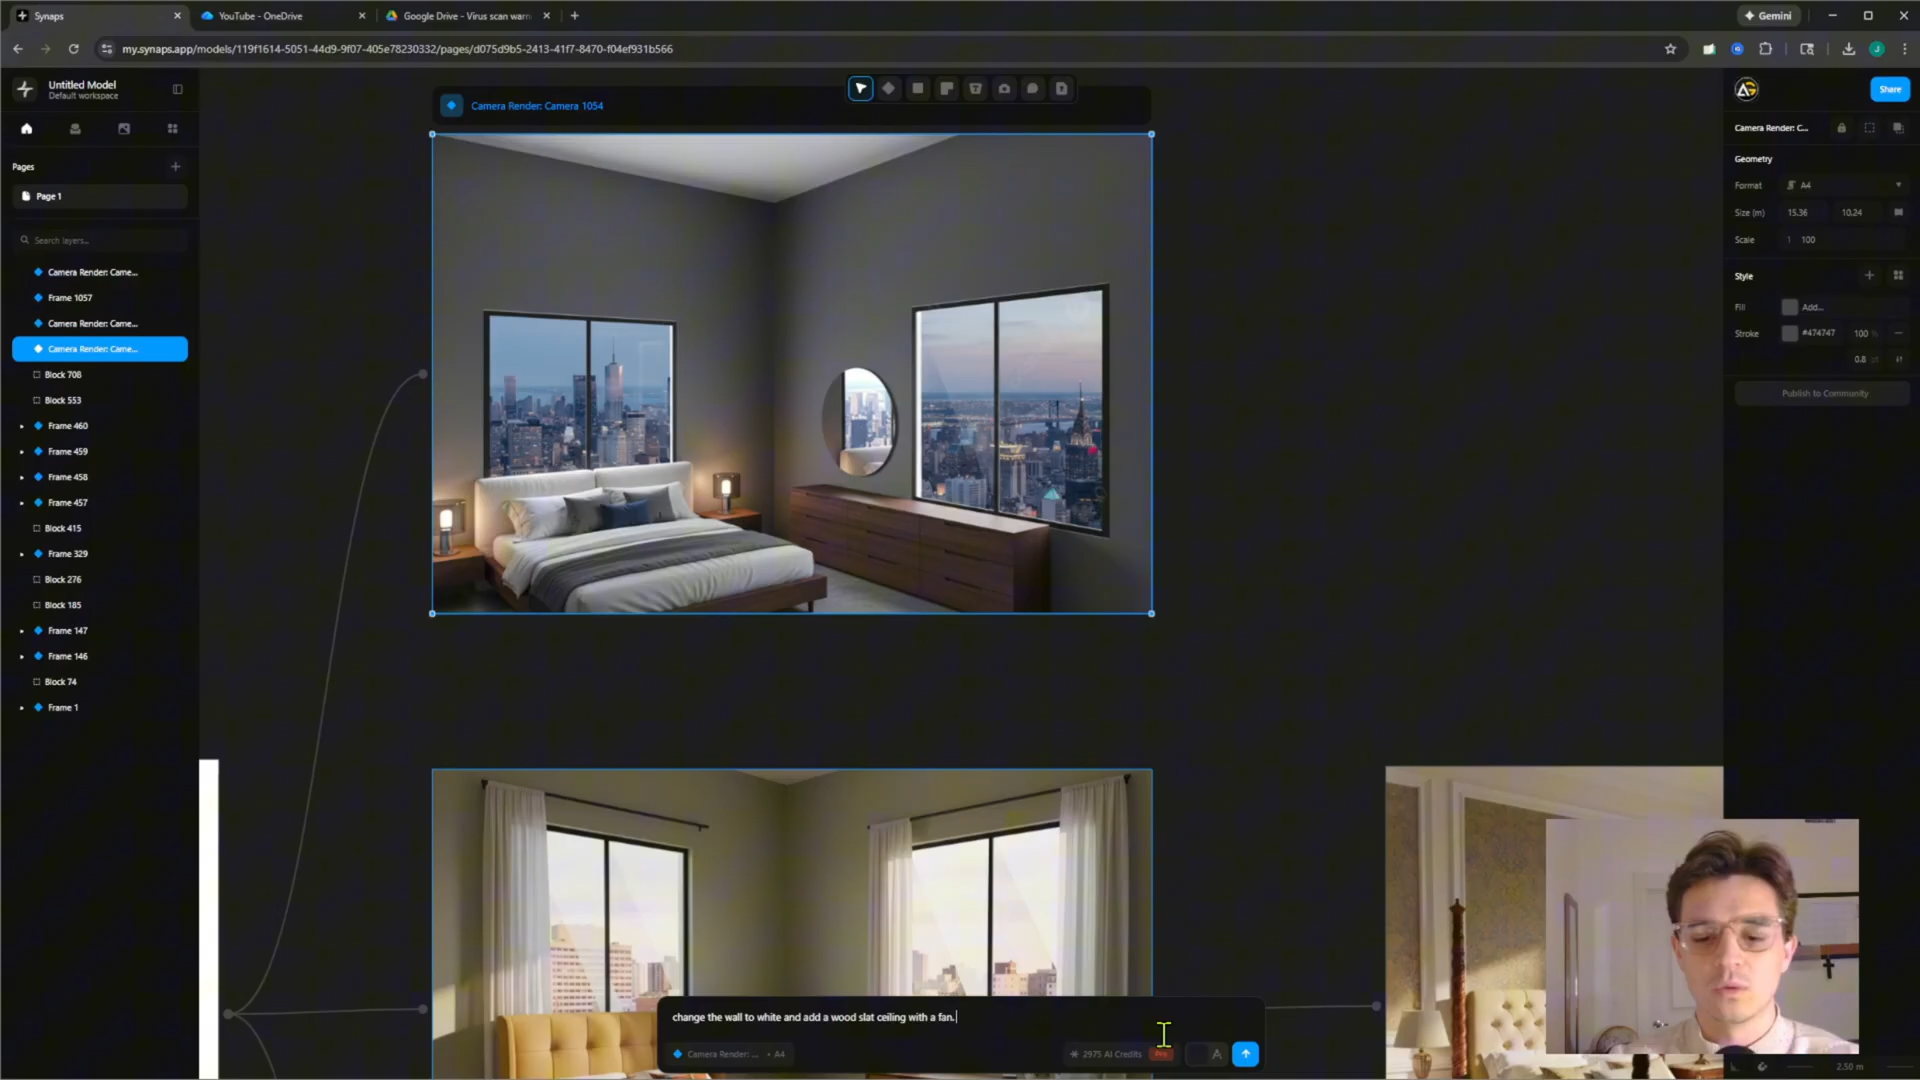 Synaps
YouTube - OneDrive
Google Drive - Virus scan warn
Gemini
my.synaps.app/models/119f1614-5051-44d9-9f07-405e78230332/pages/d075d9b5-2413-41f7-8470-f04ef931b566
Untitled Model
Default workspace
Pages
Page 1
Search layers...
Camera Render: Came...
Frame 1057
Camera Render: Came...
Camera Render: Came...
Block 708
Block 553
Frame 460
Frame 459
Frame 458
Frame 457
Block 415
Frame 329
Block 276
Block 185
Frame 147
Frame 146
Block 74
Frame 1
Camera Render: Camera 1054
change the wall to white and add a wood slat ceiling with a fan.
Camera Render: ... • A4
2975 AI Credits
Pro
Share
Camera Render: C...
Geometry
Format A4
Size (m) 15.36 10.24
Scale 1 100
Style
Fill Add...
Stroke #474747 100 %
0.8
Publish to Community
2.50 m